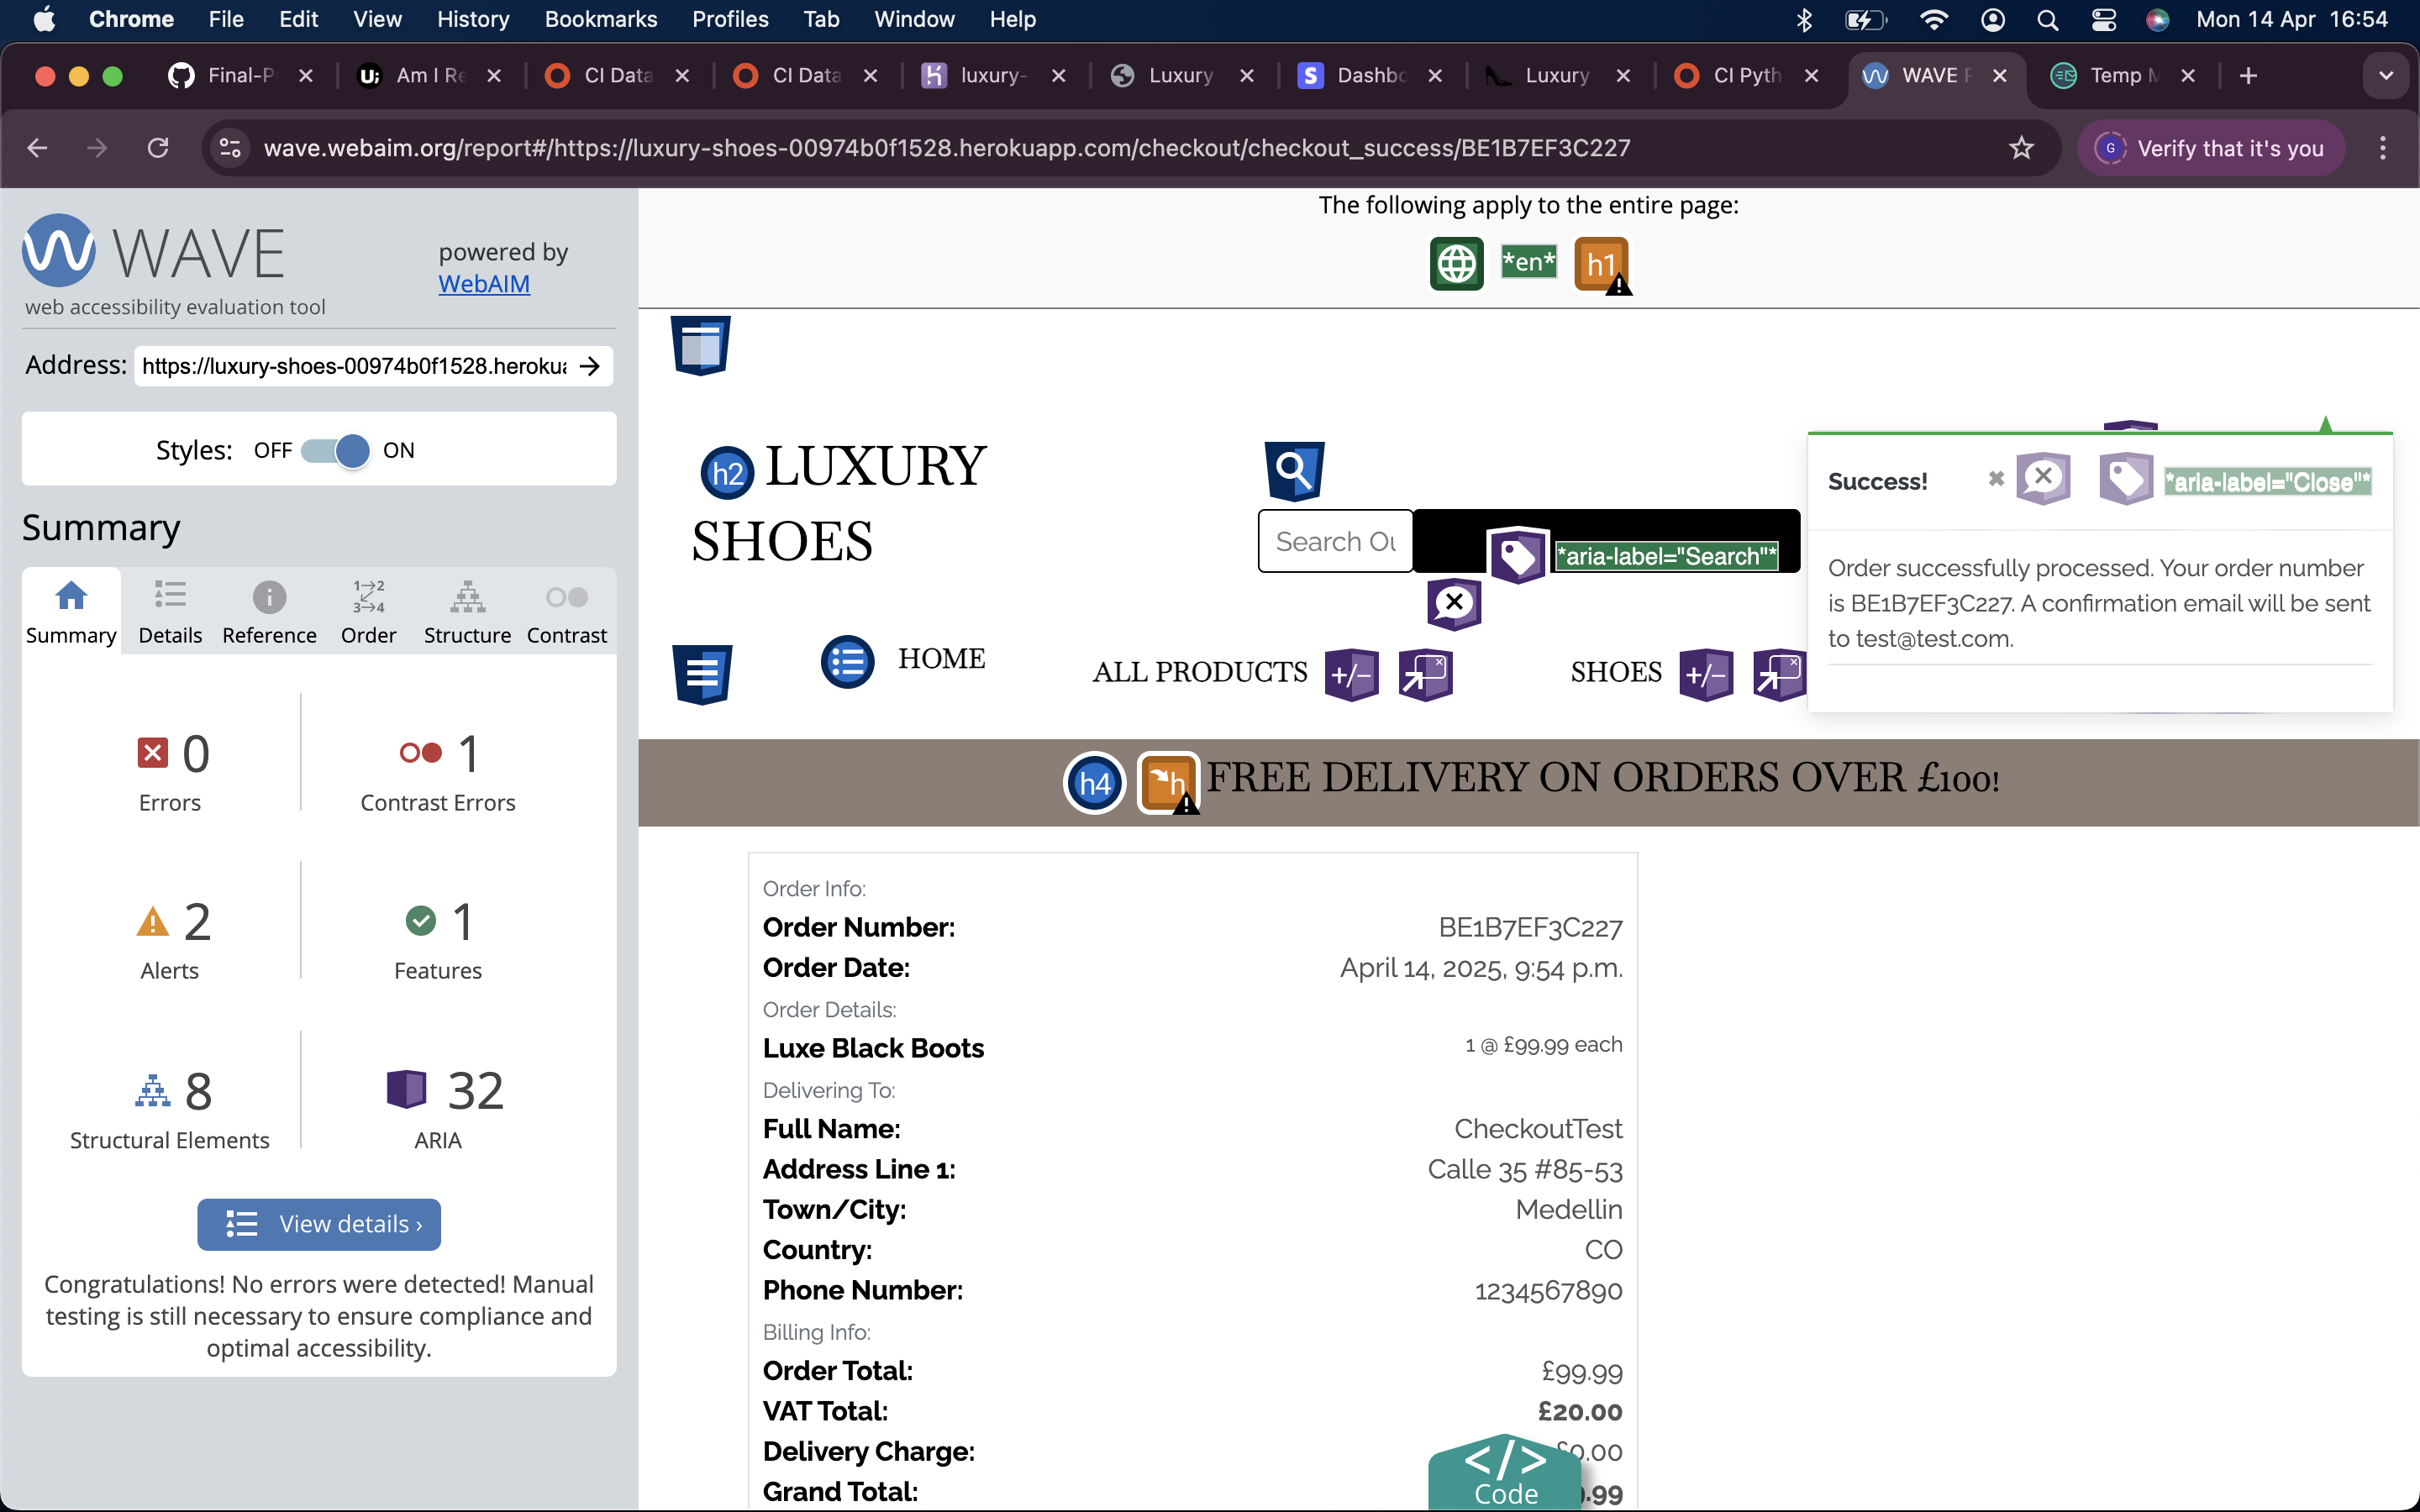 Chrome File Edit View History Bookmarks Profiles Tab Window Help Mon 14 Apr 16:54
Final-P Am I Re CI Data CI Data luxury- Luxury Dashbo Luxury CI Pyth WAVE Temp M
wave.webaim.org/report#/https://luxury-shoes-00974b0f1528.herokuapp.com/checkout/checkout_success/BE1B7EF3C227
G Verify that it's you
WAVE
powered by
WebAIM
web accessibility evaluation tool
Address: https://luxury-shoes-00974b0f1528.heroku
Styles: OFF ON
Summary
Summary Details Reference Order Structure Contrast
0 Errors
1 Contrast Errors
2 Alerts
1 Features
8 Structural Elements
32 ARIA
View details ›
Congratulations! No errors were detected! Manual
testing is still necessary to ensure compliance and
optimal accessibility.
The following apply to the entire page:
*en* h1
h2 LUXURY
SHOES
Search Ou
*aria-label="Search"*
HOME ALL PRODUCTS +/− SHOES +/−
Success! *aria-label="Close"*
Order successfully processed. Your order number
is BE1B7EF3C227. A confirmation email will be sent
to test@test.com.
h4 h FREE DELIVERY ON ORDERS OVER £100!
Order Info:
Order Number: BE1B7EF3C227
Order Date: April 14, 2025, 9:54 p.m.
Order Details:
Luxe Black Boots 1 @ £99.99 each
Delivering To:
Full Name: CheckoutTest
Address Line 1: Calle 35 #85-53
Town/City: Medellin
Country: CO
Phone Number: 1234567890
Billing Info:
Order Total: £99.99
VAT Total: £20.00
Delivery Charge: 0.00
Grand Total: .99
</>
Code